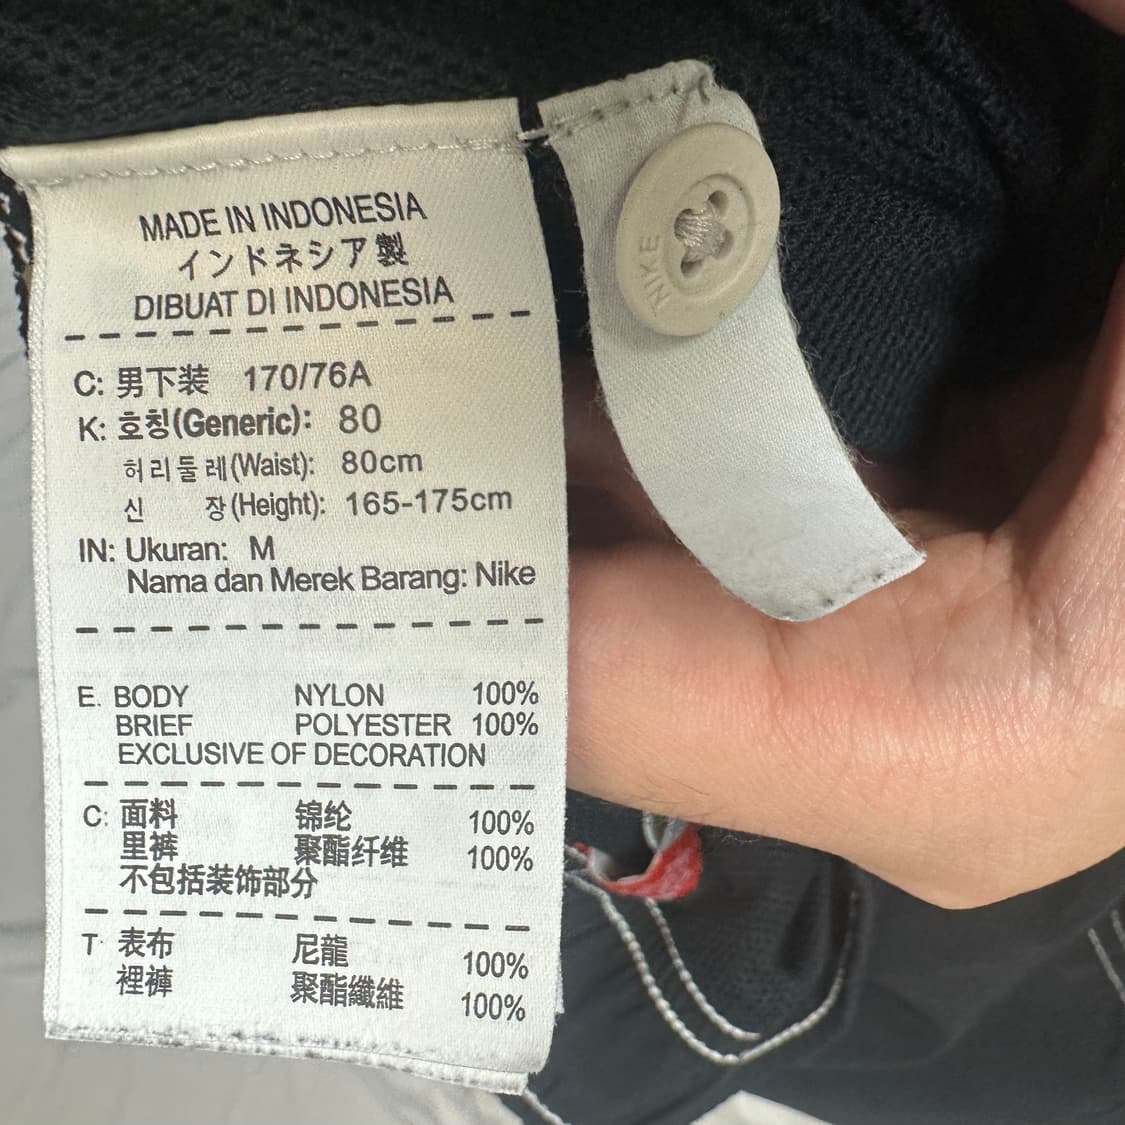 MADE IN INDONESIA
インドネシア製
DIBUAT DI INDONESIA
C: 男下装 170/76A
K: 호칭(Generic): 80
허리둘레(Waist): 80cm
신 장(Height): 165-175cm
IN: Ukuran: M
Nama dan Merek Barang: Nike
E. BODY NYLON 100%
BRIEF POLYESTER 100%
EXCLUSIVE OF DECORATION
C: 面料 锦纶 100%
里裤 聚酯纤维 100%
不包括装饰部分
T: 表布 尼龍 100%
裡褲 聚酯纖維 100%
NIKE